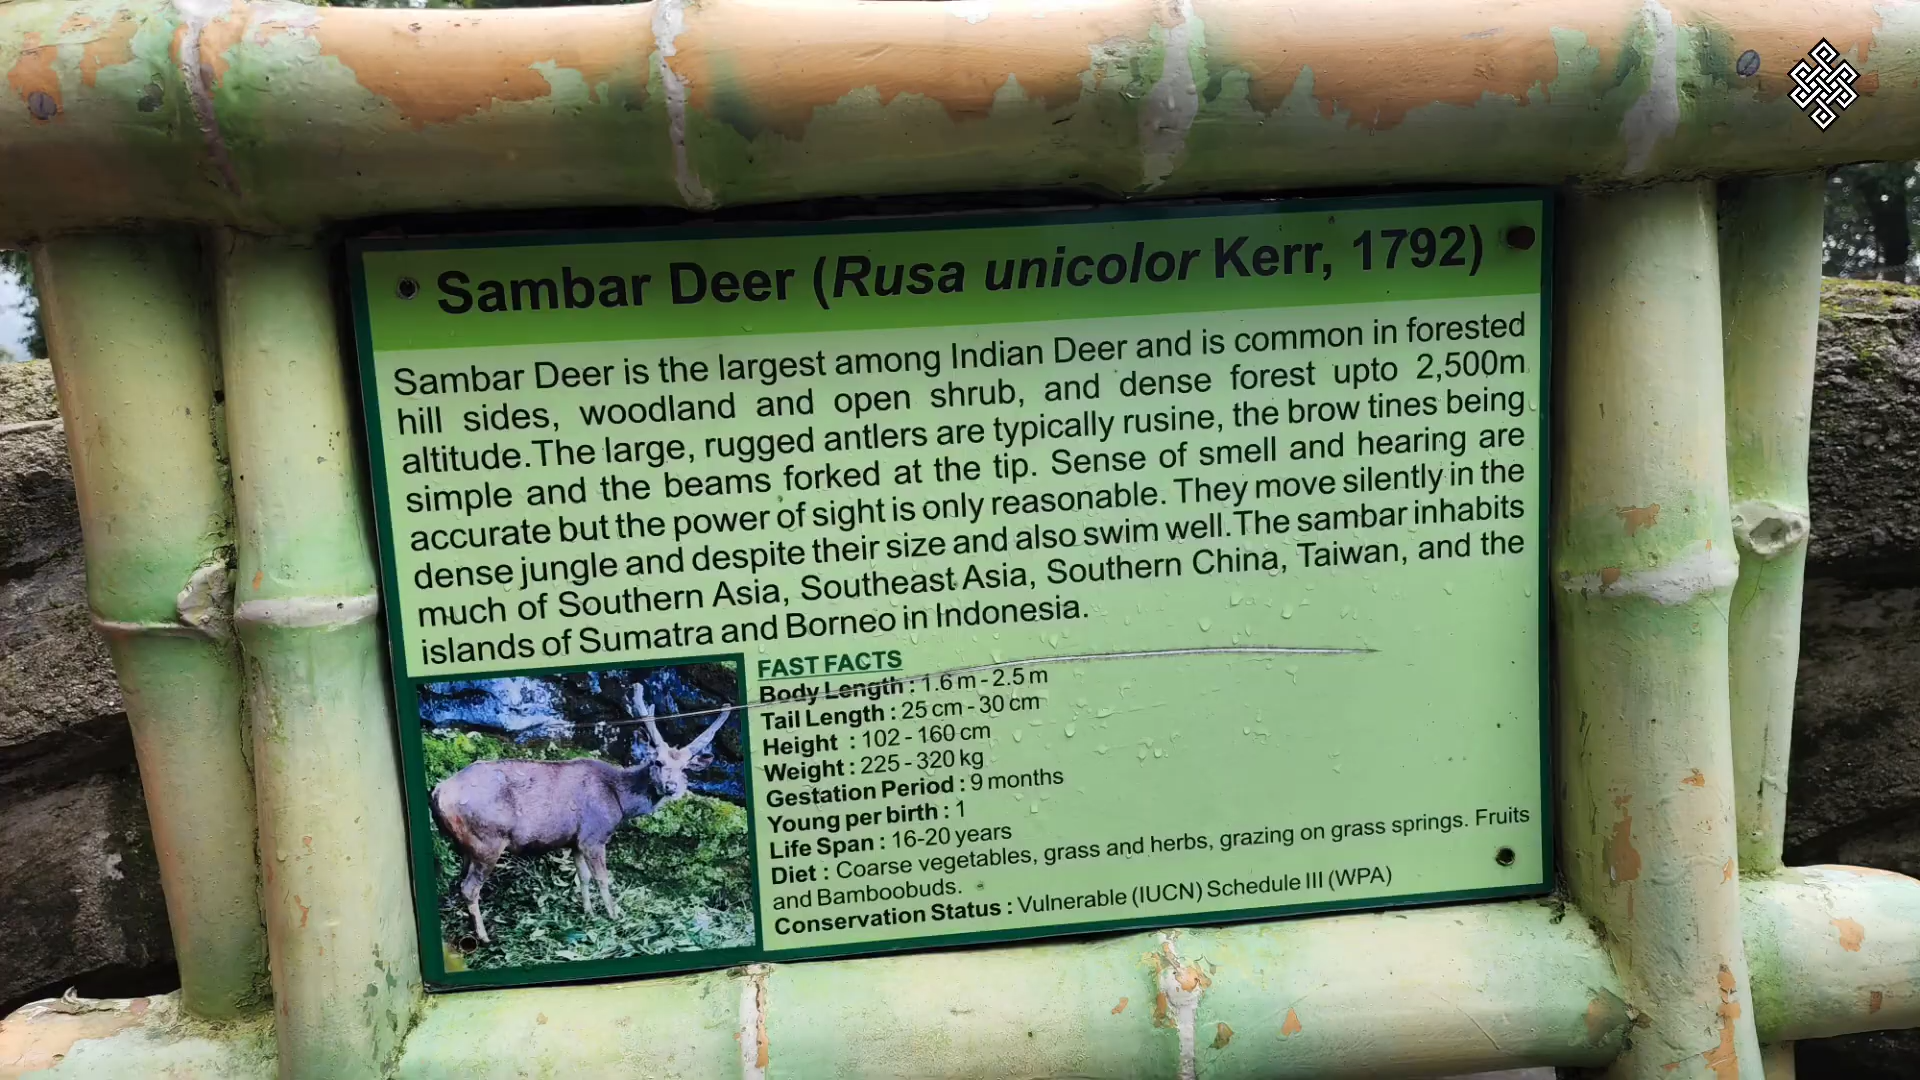 Sambar Deer (Rusa unicolor Kerr, 1792)
Sambar Deer is the largest among Indian Deer and is common in forested
hill sides, woodland and open shrub, and dense forest upto 2,500m
altitude.The large, rugged antlers are typically rusine, the brow tines being
simple and the beams forked at the tip. Sense of smell and hearing are
accurate but the power of sight is only reasonable. They move silently in the
dense jungle and despite their size and also swim well.The sambar inhabits
much of Southern Asia, Southeast Asia, Southern China, Taiwan, and the
islands of Sumatra and Borneo in Indonesia.
FAST FACTS
Body Length : 1.6 m - 2.5 m
Tail Length : 25 cm - 30 cm
Height : 102 - 160 cm
Weight : 225 - 320 kg
Gestation Period : 9 months
Young per birth : 1
Life Span : 16-20 years
Diet : Coarse vegetables, grass and herbs, grazing on grass springs. Fruits
and Bamboobuds.
Conservation Status : Vulnerable (IUCN) Schedule III (WPA)